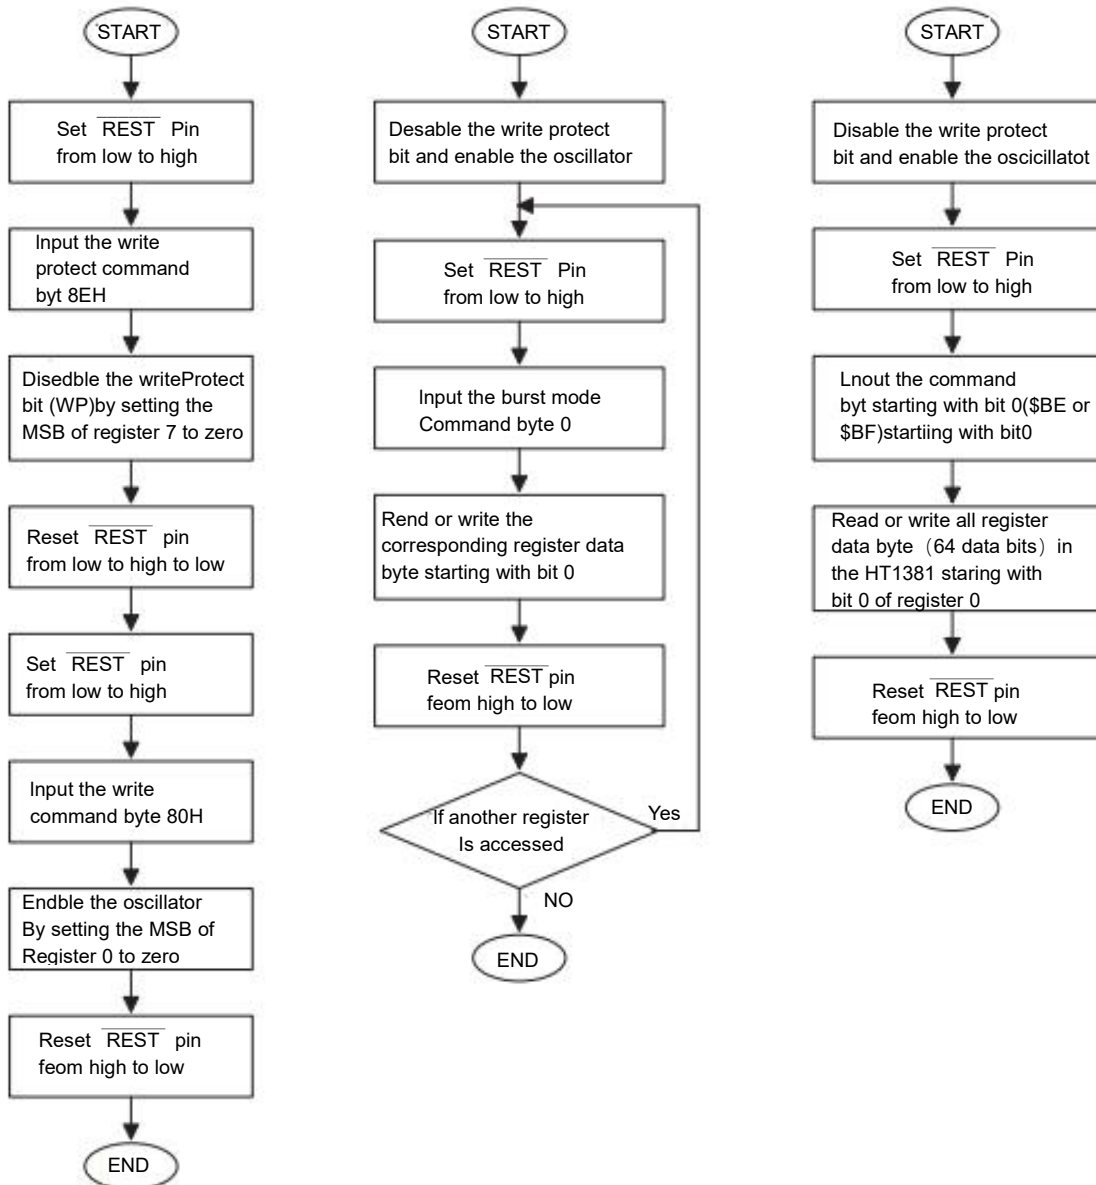 START
Set REST Pin
from low to high
Input the write
protect command
byt 8EH
Disedble the writeProtect
bit (WP)by setting the
MSB of register 7 to zero
Reset REST pin
from low to high to low
Set REST pin
from low to high
Input the write
command byte 80H
Endble the oscillator
By setting the MSB of
Register 0 to zero
Reset REST pin
feom high to low
END
START
Desable the write protect
bit and enable the oscillator
Set REST Pin
from low to high
Input the burst mode
Command byte 0
Rend or write the
corresponding register data
byte starting with bit 0
Reset REST pin
feom high to low
If another register
Is accessed
Yes
NO
END
START
Disable the write protect
bit and enable the oscicillatot
Set REST Pin
from low to high
Lnout the command
byt starting with bit 0($BE or
$BF)startiing with bit0
Read or write all register
data byte（64 data bits）in
the HT1381 staring with
bit 0 of register 0
Reset REST pin
feom high to low
END